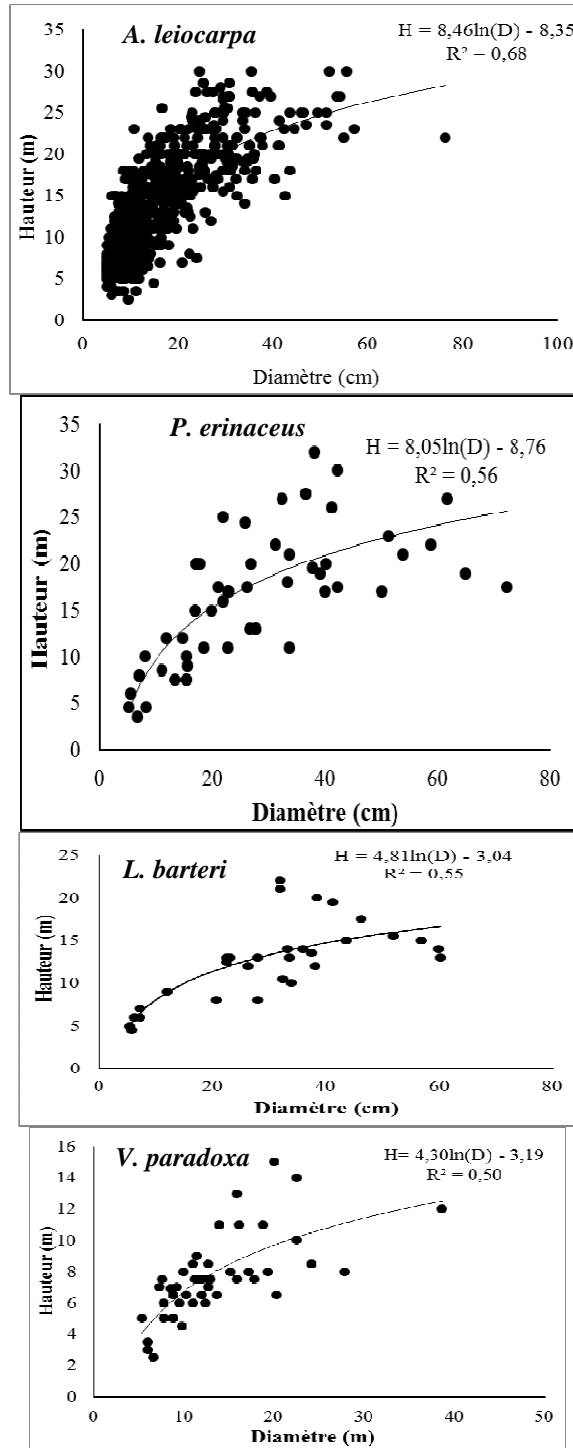 A. leiocarpa
H = 8,46ln(D) - 8,35
R² = 0,68
Hauteur (m)
35
30
25
20
15
10
5
0
0 20 40 60 80 100
Diamètre (cm)
P. erinaceus
H = 8,05ln(D) - 8,76
R² = 0,56
Hauteur (m)
35
30
25
20
15
10
5
0
0 20 40 60 80
Diamètre (cm)
L. barteri
H = 4,81ln(D) - 3,04
R² = 0,55
Hauteur (m)
25
20
15
10
5
0
0 20 40 60 80
Diamètre (cm)
V. paradoxa
H= 4,30ln(D) - 3,19
R² = 0,50
Hauteur (m)
16
14
12
10
8
6
4
2
0
0 10 20 30 40 50
Diamètre (m)